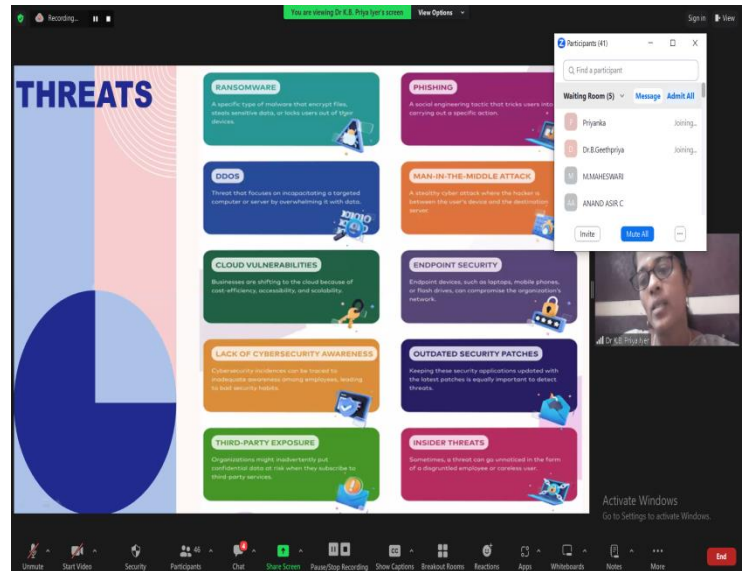 Recording...
You are viewing Dr K.B. Priya Iyer's screen
View Options
Sign in
View
Participants (41)
Find a participant
Waiting Room (5)
Message
Admit All
P
Priyanka
Joining...
D
Dr.B.Geethpriya
Joining...
M
M.MAHESWARI
AA
ANAND ASIR C
Invite
Mute All
THREATS
RANSOMWARE
A specific type of malware that encrypt files,
steals sensitive data, or locks users out of their
devices.
PHISHING
A social engineering tactic that tricks users into
carrying out a specific action.
DDOS
Threat that focuses on incapacitating a targeted
computer or server by overwhelming it with data.
MAN-IN-THE-MIDDLE ATTACK
A stealthy cyber attack where the hacker is
between the user's device and the destination
server.
CLOUD VULNERABILITIES
Businesses are shifting to the cloud because of
cost-efficiency, accessibility, and scalability.
ENDPOINT SECURITY
Endpoint devices, such as laptops, mobile phones,
or flash drives, can compromise the organization's
network.
LACK OF CYBERSECURITY AWARENESS
Cybersecurity incidences can be traced to
inadequate awareness among employees, leading
to bad security habits.
OUTDATED SECURITY PATCHES
Keeping these security applications updated with
the latest patches is equally important to detect
threats.
THIRD-PARTY EXPOSURE
Organizations might inadvertently put
confidential data at risk when they subscribe to
third-party services.
INSIDER THREATS
Sometimes, a threat can go unnoticed in the form
of a disgruntled employee or careless user.
Dr K.B. Priya Iyer
Activate Windows
Go to Settings to activate Windows.
Unmute
Start Video
Security
46
Participants
4
Chat
Share Screen
Pause/Stop Recording
CC
Show Captions
Breakout Rooms
Reactions
Apps
Whiteboards
Notes
More
End